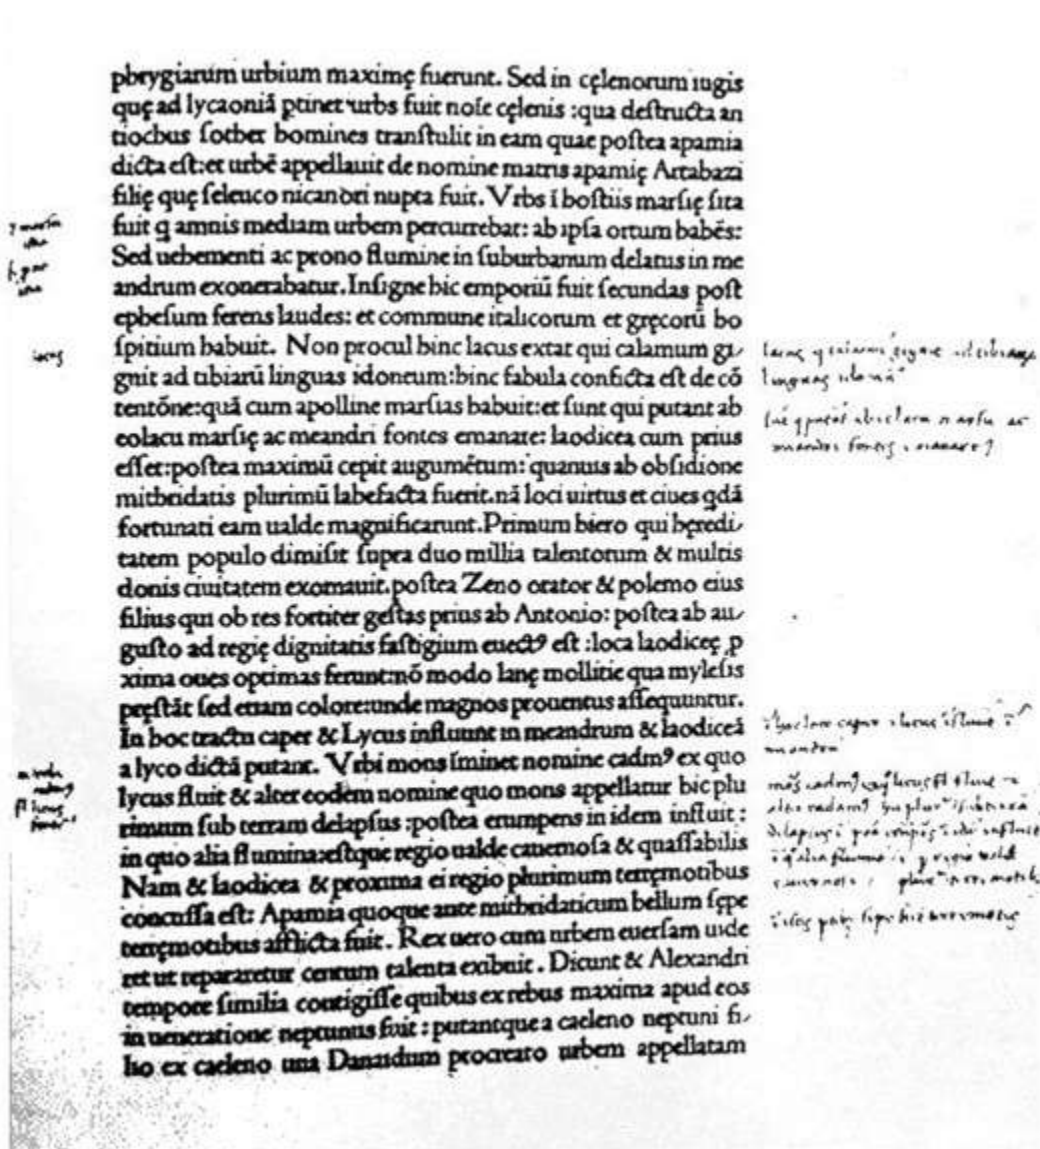 phrygiarum urbium maximę fuerunt. Sed in cęlenorum iugis
quę ad lycaoniā ꝑtinet urbs fuit noīe cęlenis :qua destructa an
tiochus sother homines transtulit in eam quae postea apamia
dicta est:et urbē appellauit de nomine matris apamię Artabazi
filię quę seleuco nicanori nupta fuit. Vrbs ī hostiis marsię sita
fuit q amnis mediam urbem percurrebat: ab ipsa ortum habēs:
Sed uehementi ac prono flumine in suburbanum delatus in me
andrum exonerabatur. Insigne hic emporiū fuit secundas post
ephesum ferens laudes: et commune italicorum et gręcorū ho
spitium habuit. Non procul hinc lacus extat qui calamum gi-
gnit ad tibiarū linguas idoneum:hinc fabula conficta est de cō
tentōne:quā cum apolline marsias habuit:et sunt qui putant ab
eolacu marsię ac meandri fontes emanare: laodicea cum prius
esset:postea maximū cepit augumētum: quanuis ab obsidione
mithridatis plurimū labefacta fuerit.nā loci uirtus et ciues qdā
fortunati eam ualde magnificarunt.Primum hiero qui hęredi-
tatem populo dimisit supra duo millia talentorum & multis
donis ciuitatem exornauit.postea Zeno orator & polemo eius
filius qui ob res fortiter gestas prius ab Antonio: postea ab au-
gusto ad regię dignitatis fastigium euectꝰ est :loca laodiceę ꝓ
xima oues optimas ferunt:nō modo lanę mollitie qua mylesis
pręstāt sed etiam colore:unde magnos prouentus assequuntur.
In hoc tractu caper & Lycus influunt in meandrum & laodiceā
a lyco dictā putant. Vrbi mons īminet nomine cadmꝰ ex quo
lycus fluit & alter eodem nomine quo mons appellatur hic plu
rimum sub terram delapsus :postea erumpens in idem influit :
in quo alia flumina:estque regio ualde cauernosa & quassabilis
Nam & laodicea & proxima ei regio plurimum terręmotibus
concussa est: Apamia quoque ante mithridaticum bellum sępe
terręmotibus afflicta fuit. Rex uero cum urbem euersam uide
ret ut repararetur centum talenta exibuit. Dicunt & Alexandri
tempore similia contigisse quibus ex rebus maxima apud eos
in ueneratione neptunus fuit : putantque a caeleno neptuni fi-
lio ex caeleno una Danaidum procreato urbem appellatam